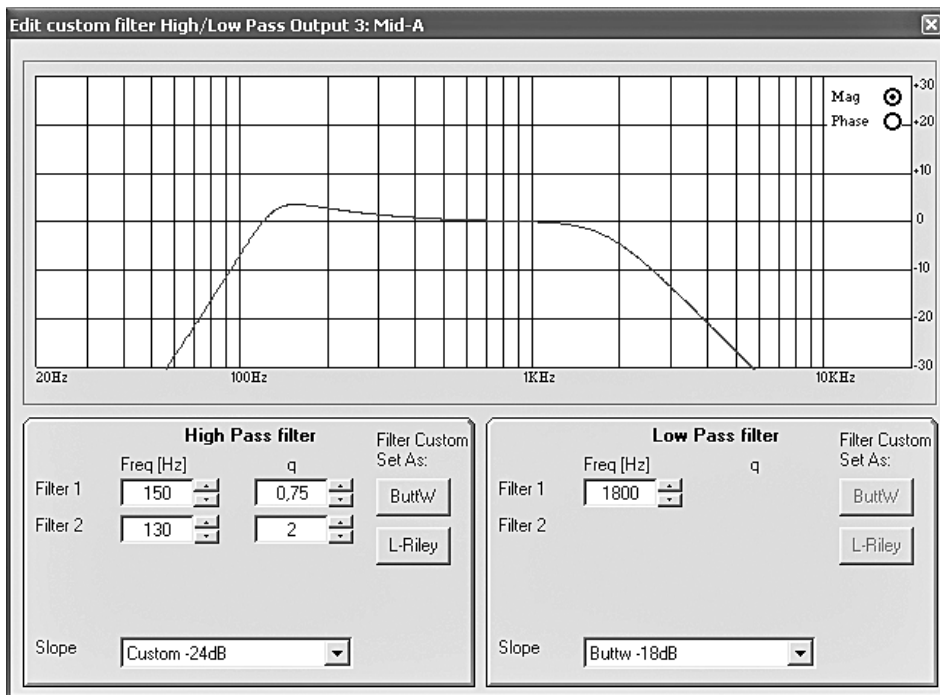 Edit custom filter High/Low Pass Output 3: Mid-A
Mag
Phase
+30
+20
+10
0
-10
-20
-30
20Hz
100Hz
1KHz
10KHz
High Pass filter
Filter Custom
Set As:
Freq [Hz]
q
Filter 1
150
0,75
ButtW
Filter 2
130
2
L-Riley
Slope
Custom -24dB
Low Pass filter
Filter Custom
Set As:
Freq [Hz]
q
Filter 1
1800
ButtW
Filter 2
L-Riley
Slope
Buttw -18dB